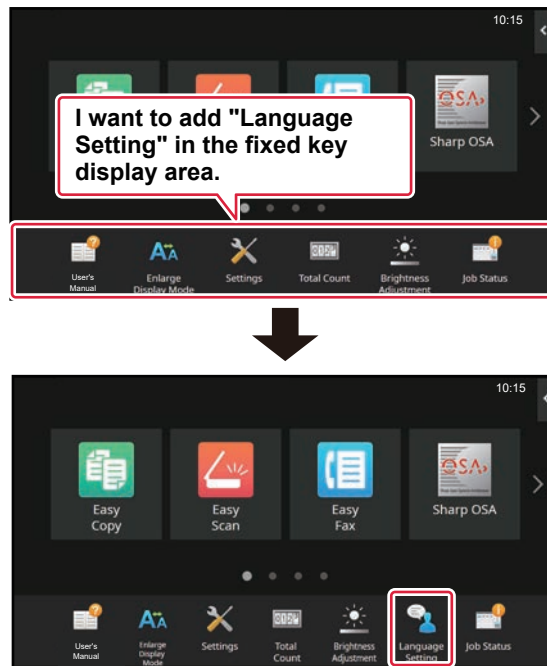 10:15
I want to add "Language
Setting" in the fixed key
display area.
OSA
Sharp OSA
User's
Manual
Enlarge
Display Mode
Settings
Total Count
Brightness
Adjustment
Job Status
10:15
Easy
Copy
Easy
Scan
Easy
Fax
OSA
Sharp OSA
User's
Manual
Enlarge
Display
Mode
Settings
Total
Count
Brightness
Adjustment
Language
Setting
Job Status